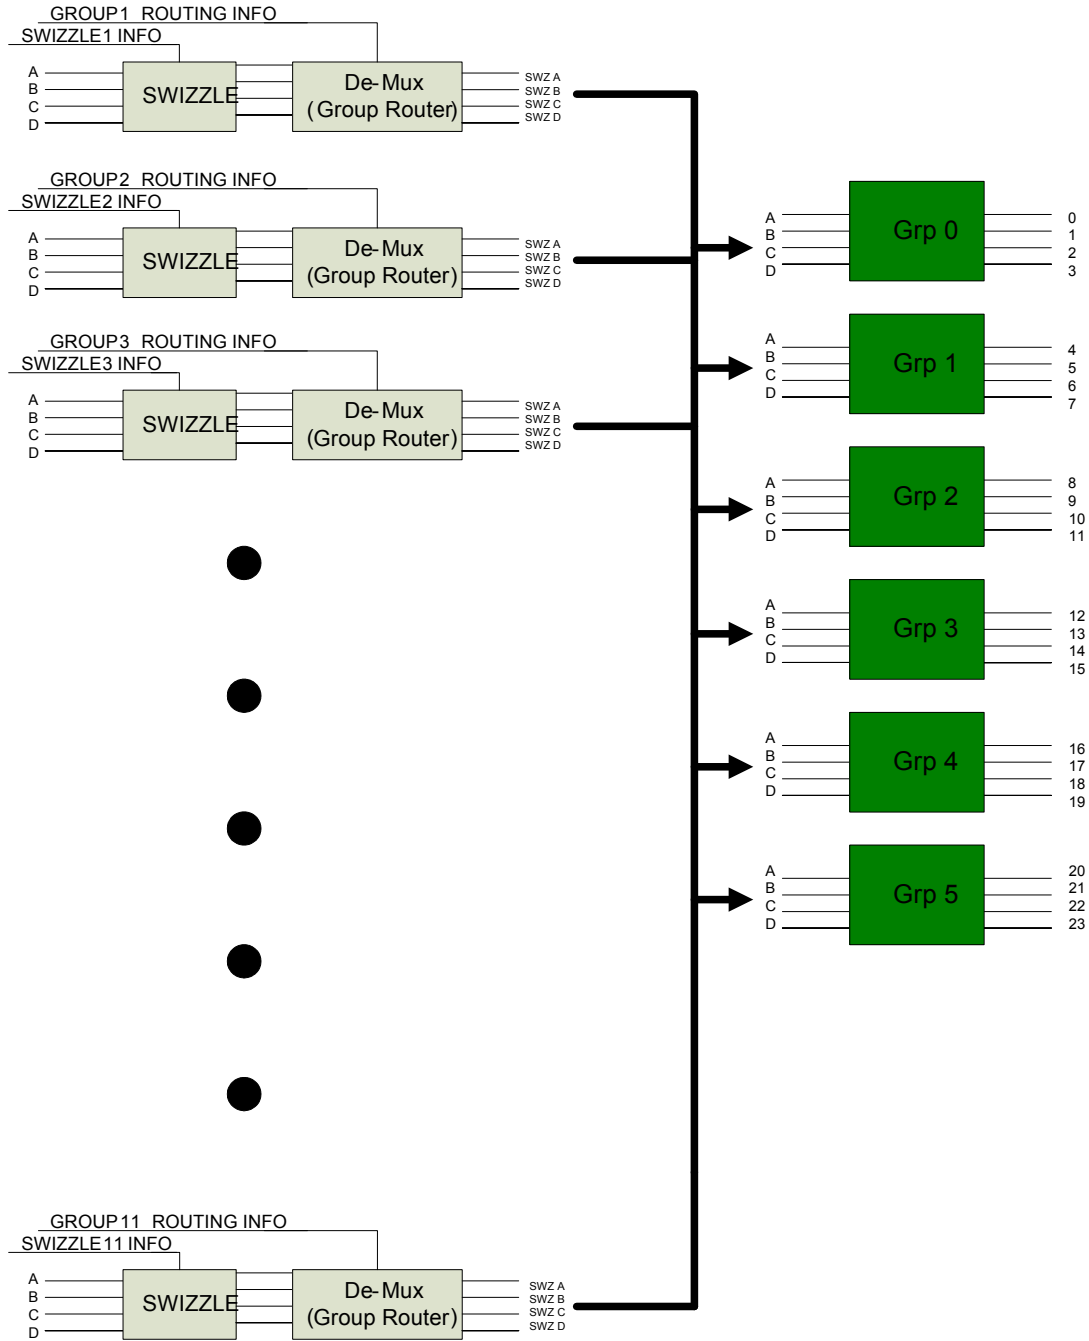 GROUP1 ROUTING INFO
SWIZZLE1 INFO
A
B
C
D
SWIZZLE
De-Mux
(Group Router)
SWZ A
SWZ B
SWZ C
SWZ D
GROUP2 ROUTING INFO
SWIZZLE2 INFO
A
B
C
D
SWIZZLE
De-Mux
(Group Router)
SWZ A
SWZ B
SWZ C
SWZ D
GROUP3 ROUTING INFO
SWIZZLE3 INFO
A
B
C
D
SWIZZLE
De-Mux
(Group Router)
SWZ A
SWZ B
SWZ C
SWZ D
GROUP11 ROUTING INFO
SWIZZLE11 INFO
A
B
C
D
SWIZZLE
De-Mux
(Group Router)
SWZ A
SWZ B
SWZ C
SWZ D
A
B
C
D
Grp 0
0
1
2
3
A
B
C
D
Grp 1
4
5
6
7
A
B
C
D
Grp 2
8
9
10
11
A
B
C
D
Grp 3
12
13
14
15
A
B
C
D
Grp 4
16
17
18
19
A
B
C
D
Grp 5
20
21
22
23